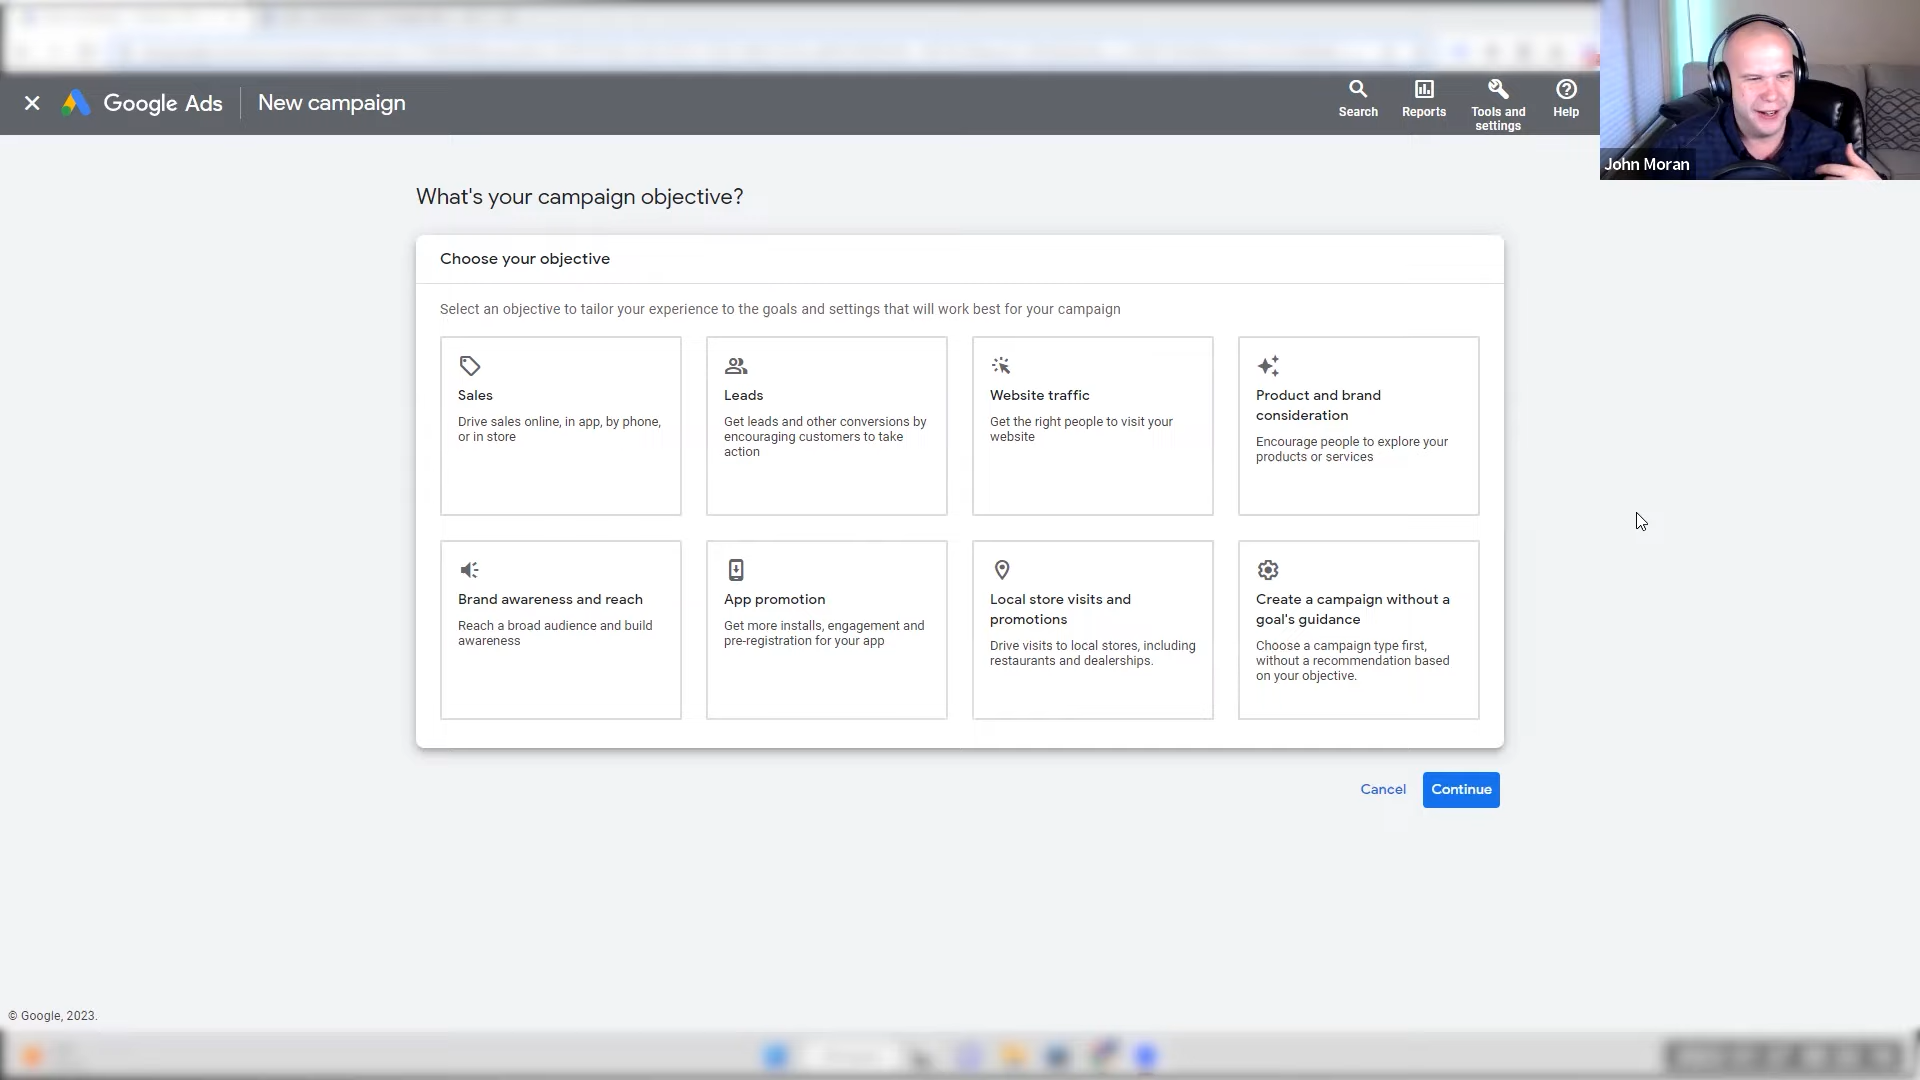 Google Ads
New campaign
Search
Reports
Tools and
settings
Help
John Moran
What's your campaign objective?
Choose your objective
Select an objective to tailor your experience to the goals and settings that will work best for your campaign
Sales
Drive sales online, in app, by phone,
or in store
Leads
Get leads and other conversions by
encouraging customers to take
action
Website traffic
Get the right people to visit your
website
Product and brand
consideration
Encourage people to explore your
products or services
Brand awareness and reach
Reach a broad audience and build
awareness
App promotion
Get more installs, engagement and
pre-registration for your app
Local store visits and
promotions
Drive visits to local stores, including
restaurants and dealerships.
Create a campaign without a
goal's guidance
Choose a campaign type first,
without a recommendation based
on your objective.
Cancel
Continue
© Google, 2023.